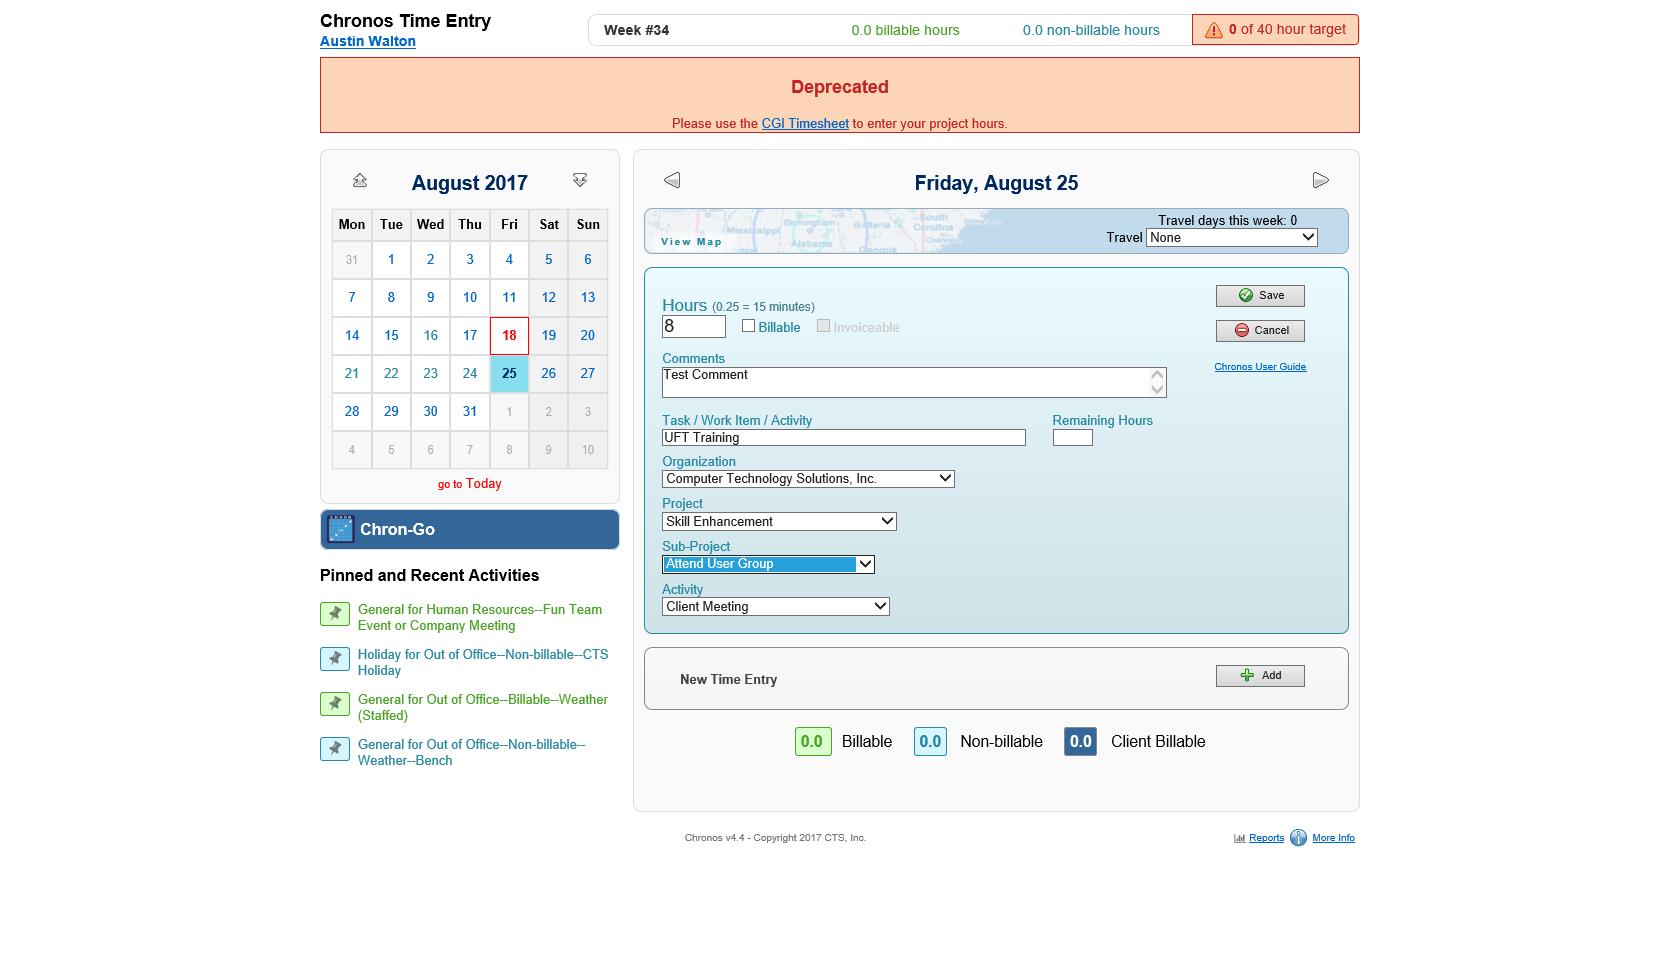 Chronos Time Entry
Austin Walton
Week #34
0.0 billable hours
0.0 non-billable hours
0 of 40 hour target
Deprecated
Please use the CGI Timesheet to enter your project hours.
August 2017
Mon Tue Wed Thu Fri Sat Sun
31 1 2 3 4 5 6
7 8 9 10 11 12 13
14 15 16 17 18 19 20
21 22 23 24 25 26 27
28 29 30 31 1 2 3
4 5 6 7 8 9 10
go to Today
Chron-Go
Pinned and Recent Activities
General for Human Resources--Fun Team
Event or Company Meeting
Holiday for Out of Office--Non-billable--CTS
Holiday
General for Out of Office--Billable--Weather
(Staffed)
General for Out of Office--Non-billable--
Weather--Bench
Friday, August 25
View Map
Mississippi
Birmingham
Alabama
Atlanta
Georgia
South
Carolina
Travel days this week: 0
Travel None
Hours (0.25 = 15 minutes)
8
Billable
Invoiceable
Save
Cancel
Chronos User Guide
Comments
Test Comment
Task / Work Item / Activity
Remaining Hours
UFT Training
Organization
Computer Technology Solutions, Inc.
Project
Skill Enhancement
Sub-Project
Attend User Group
Activity
Client Meeting
New Time Entry
Add
0.0 Billable
0.0 Non-billable
0.0 Client Billable
Chronos v4.4 - Copyright 2017 CTS, Inc.
Reports
More Info